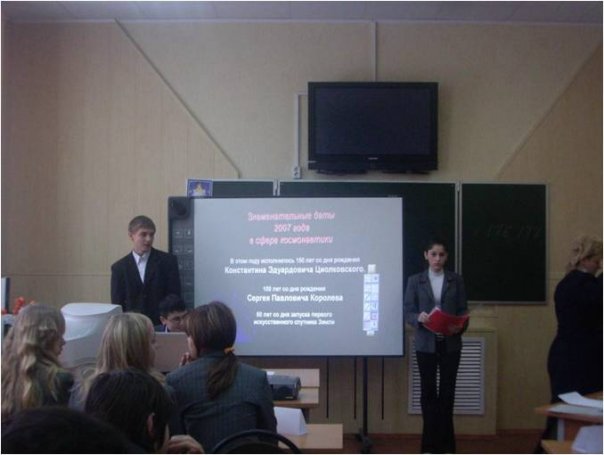 Знаменательные даты
2007 года
в сфере космонавтики
В этом году исполнилось 150 лет со дня рождения
Константина Эдуардовича Циолковского,
100 лет со дня рождения
Сергея Павловича Королева
50 лет со дня запуска первого
искусственного спутника Земли